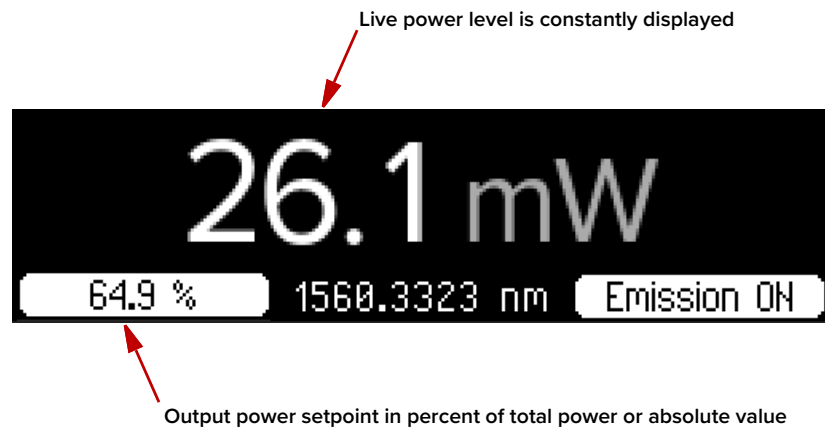 Live power level is constantly displayed
26.1 mW
64.9 % 1560.3323 nm Emission ON
Output power setpoint in percent of total power or absolute value